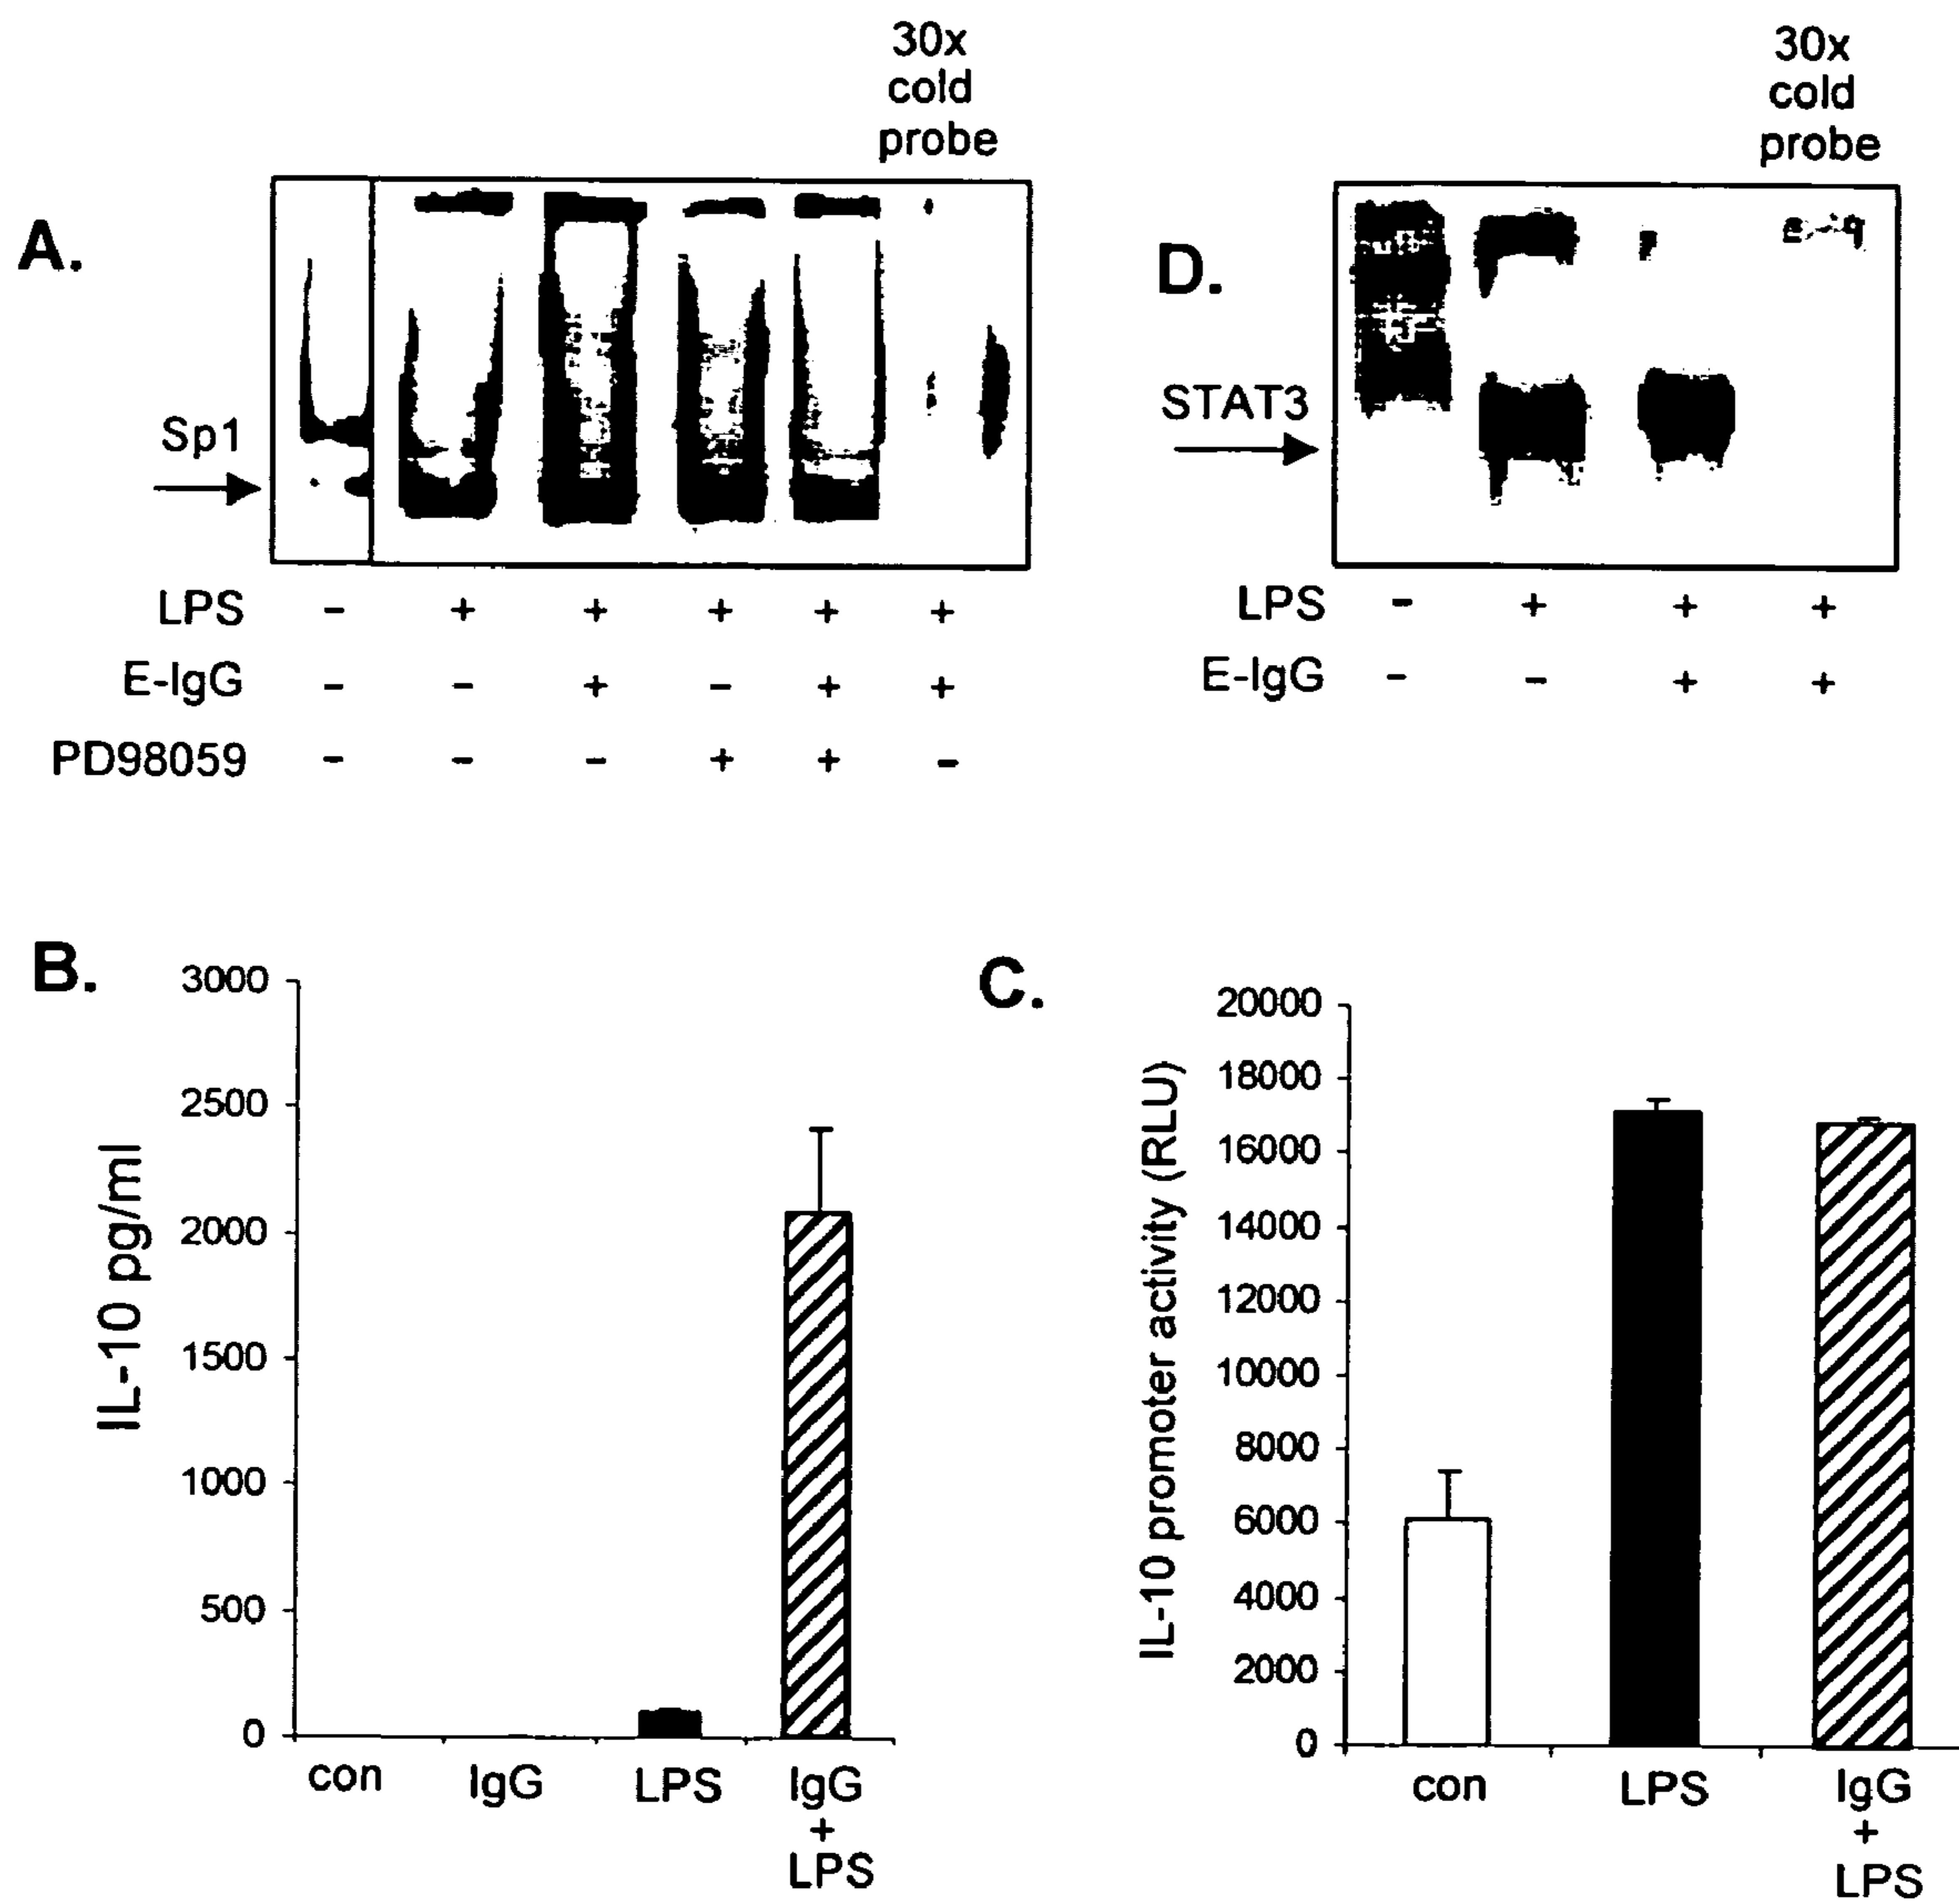 30x
cold
probe
A.
Sp1
LPS - + + + + +
E-IgG - - + - + +
PD98059 - - - + + -
30x
cold
probe
D.
STAT3
LPS - + + +
E-IgG - - + +
B.
IL-10 pg/ml
3000
2500
2000
1500
1000
500
0
con IgG LPS IgG
+
LPS
C.
IL-10 promoter activity (RLU)
20000
18000
16000
14000
12000
10000
8000
6000
4000
2000
0
con LPS IgG
+
LPS